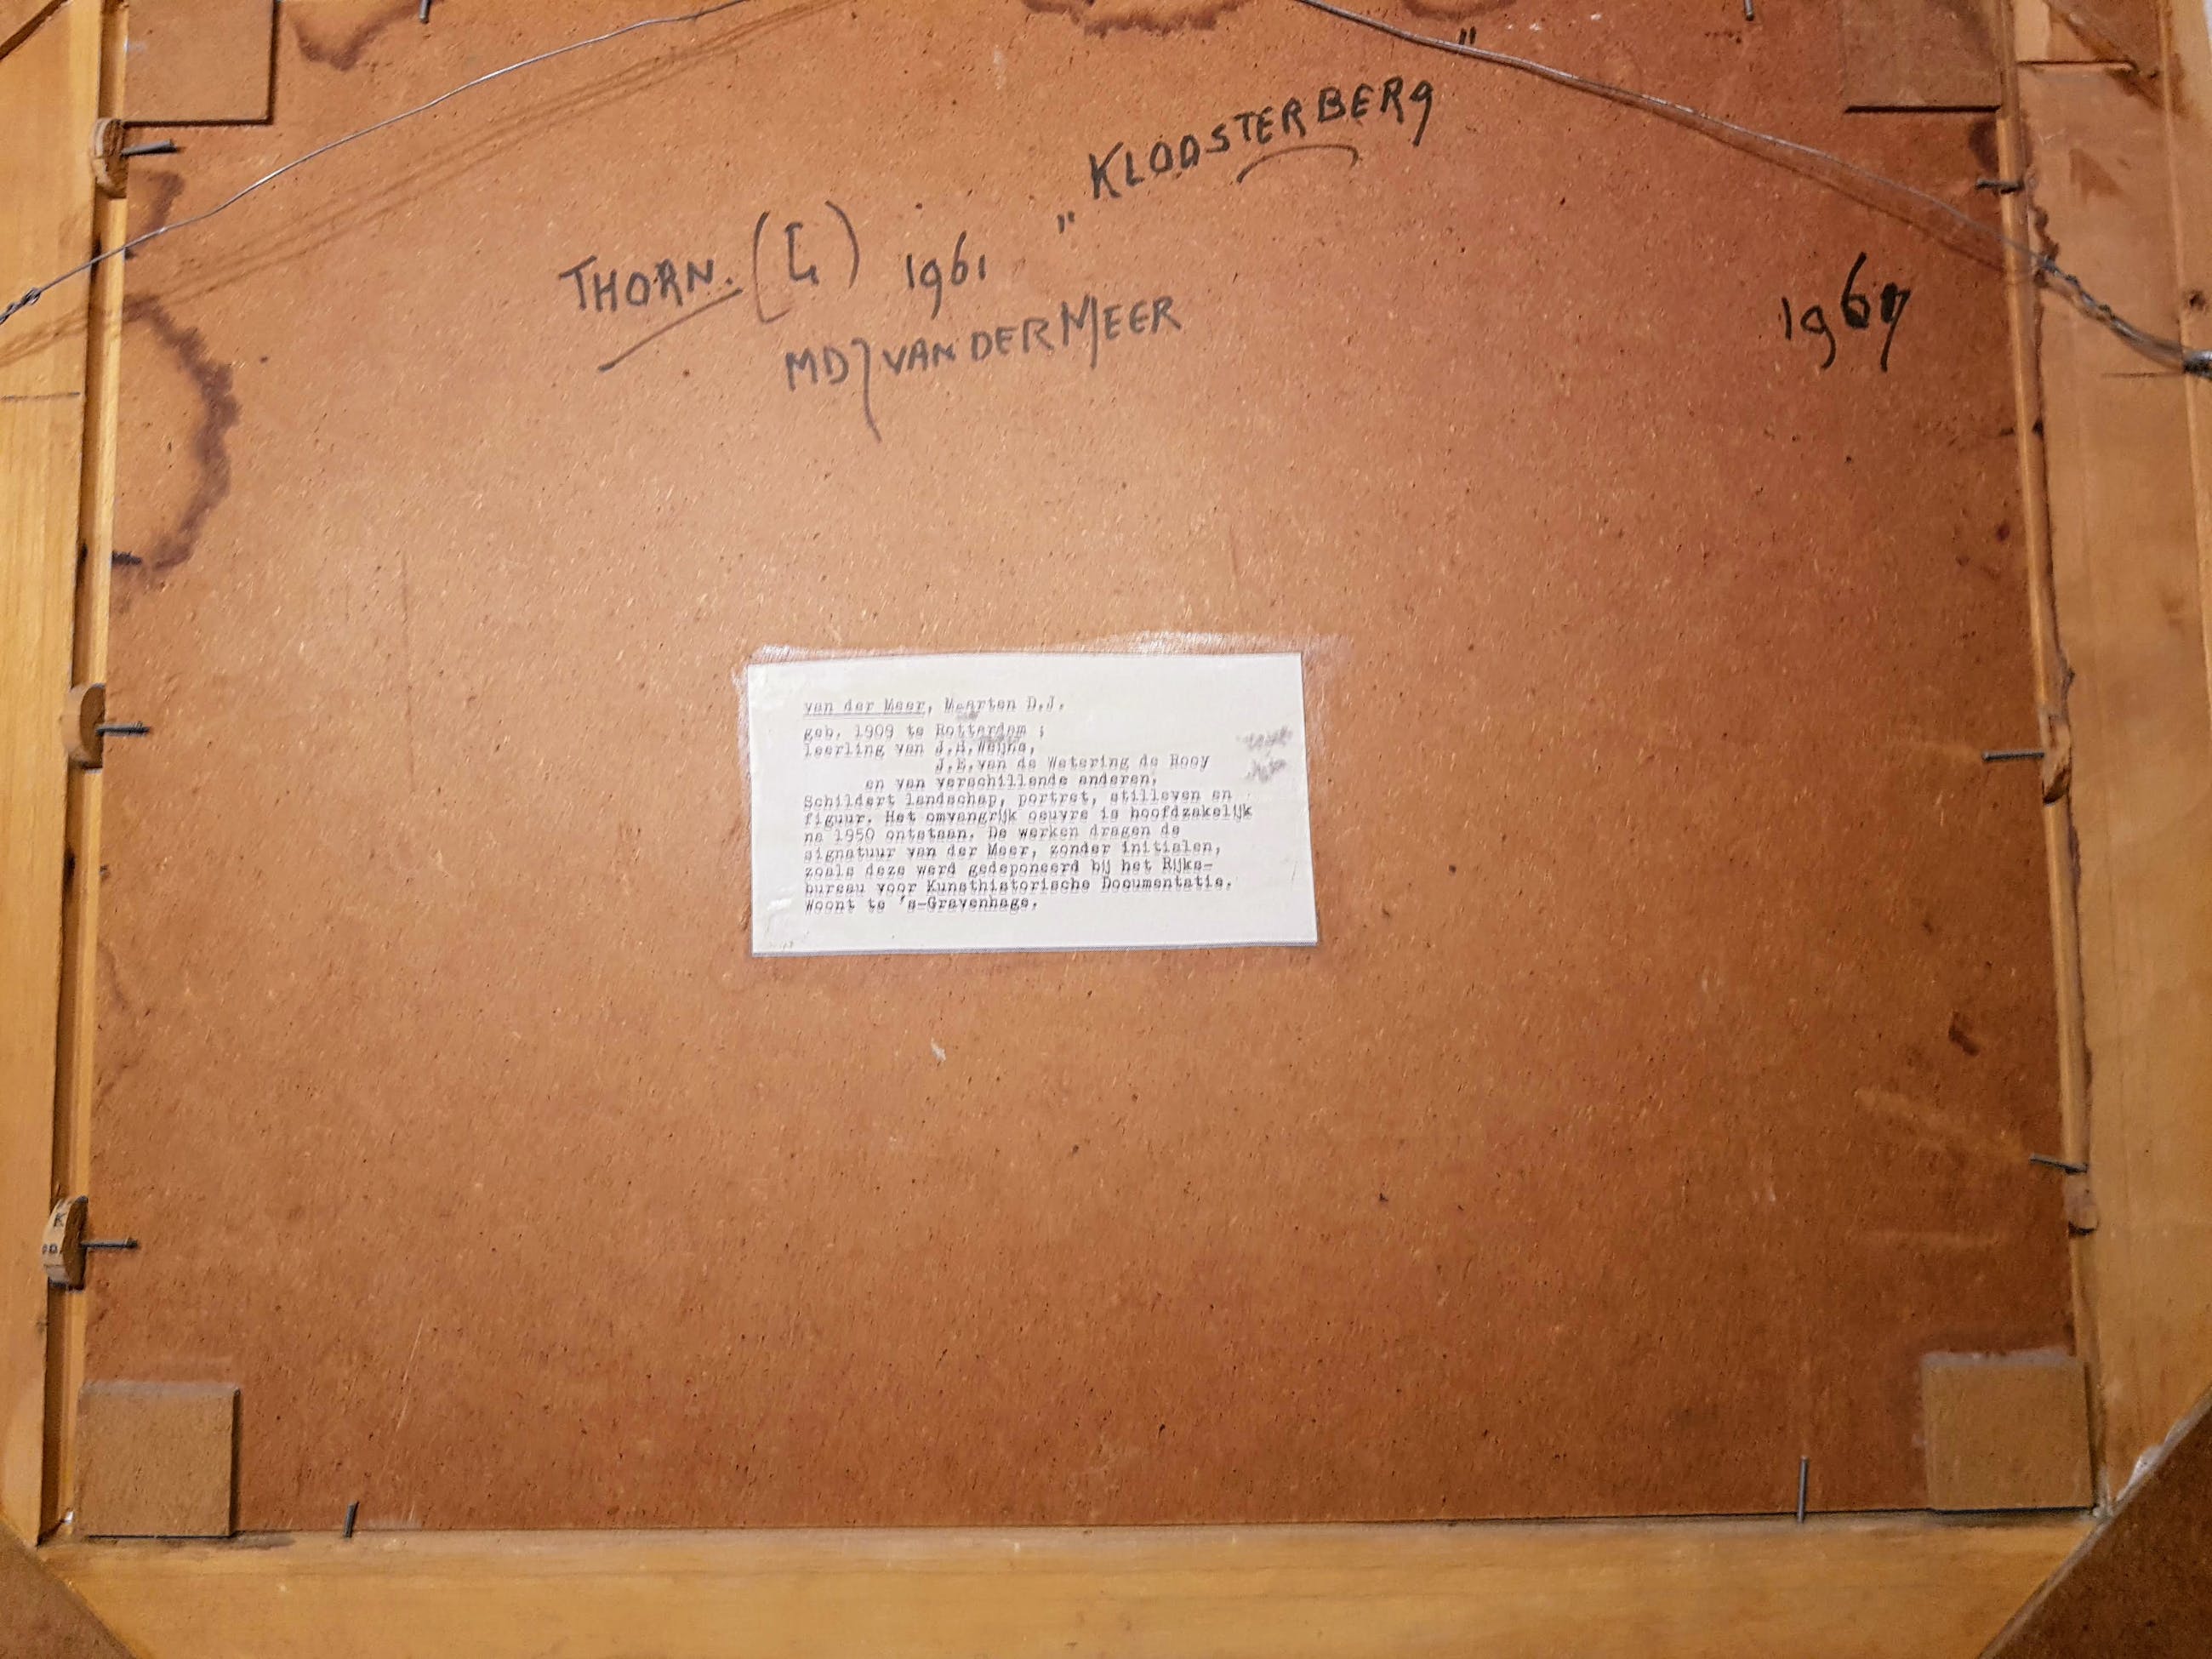 " KLOOSTERBERG "
THORN. (L) 1961
MDJ VAN DER MEER
1967
van der Meer, Maarten D.J.
geb. 1909 te Rotterdam ;
leerling van J.H. Weijns,
J.E. van de Watering de Rooy
en van verschillende anderen.
Schildert landschap, portret, stilleven en
figuur. Het omvangrijk oeuvre is hoofdzakelijk
na 1950 ontstaan. De werken dragen de
signatuur van der Meer, zonder initialen,
zoals deze werd gedeponeerd bij het Rijks-
bureau voor Kunsthistorische Documentatie.
Woont te 's-Gravenhage.